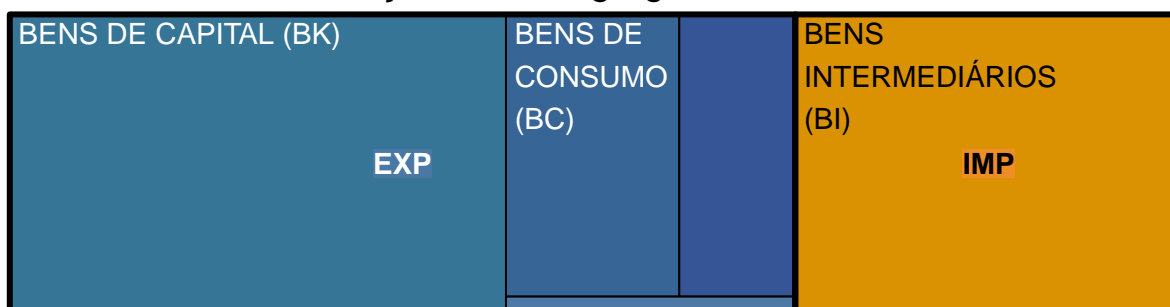 BENS DE CAPITAL (BK)
EXP
BENS DE
CONSUMO
(BC)
BENS
INTERMEDIÁRIOS
(BI)
IMP